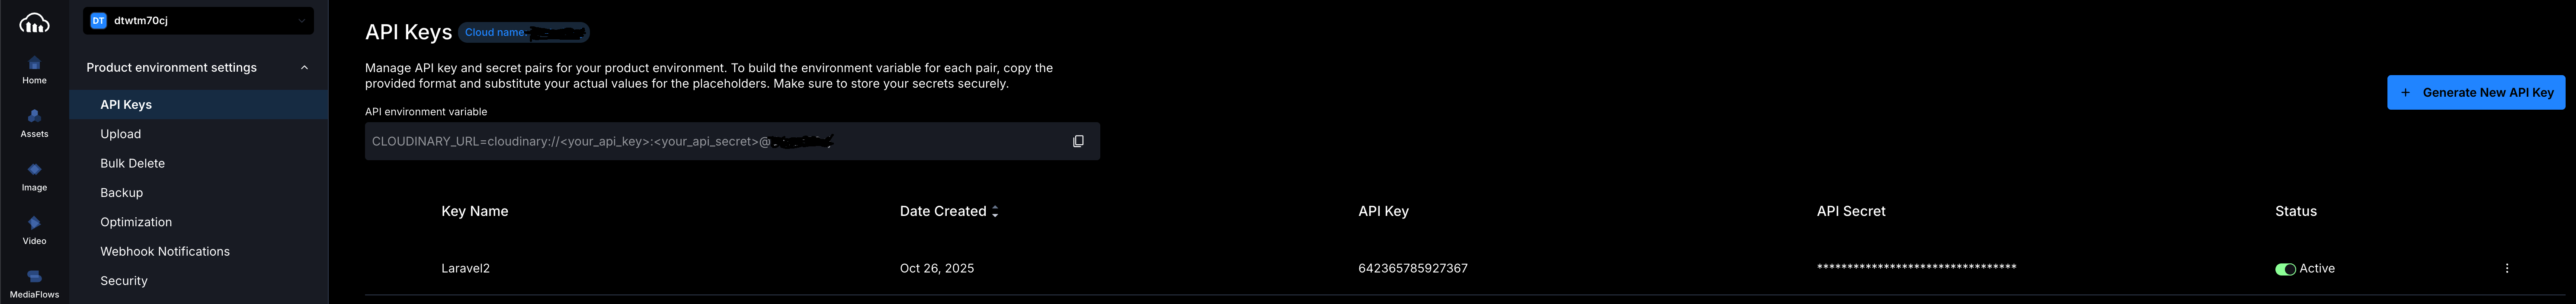 DT dtwtm70cj
Home
Assets
Image
Video
MediaFlows
Product environment settings
API Keys
Upload
Bulk Delete
Backup
Optimization
Webhook Notifications
Security
API Keys Cloud name:
Manage API key and secret pairs for your product environment. To build the environment variable for each pair, copy the
provided format and substitute your actual values for the placeholders. Make sure to store your secrets securely.
+ Generate New API Key
API environment variable
CLOUDINARY_URL=cloudinary://<your_api_key>:<your_api_secret>@
Key Name Date Created API Key API Secret Status
Laravel2 Oct 26, 2025 642365785927367 ********************************* Active